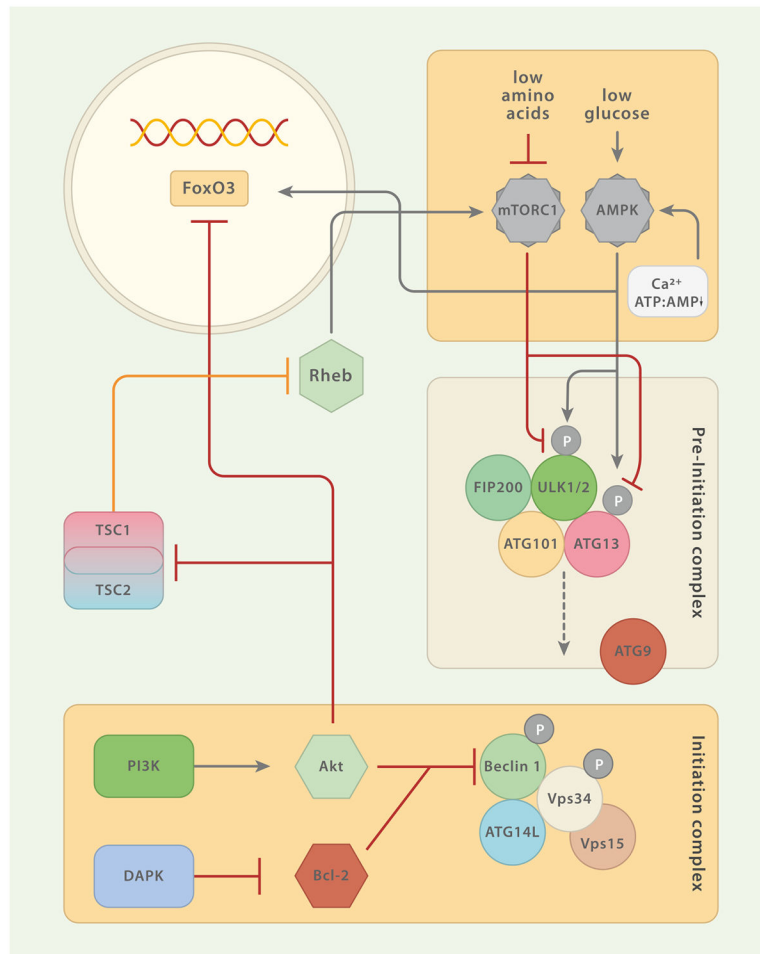 low
amino
acids
low
glucose
FoxO3
mTORC1
AMPK
Ca²⁺
ATP:AMP
Rheb
P
FIP200
ULK1/2
P
ATG101
ATG13
Pre-Initiation complex
TSC1
TSC2
ATG9
PI3K
Akt
Beclin 1
P
P
Vps34
ATG14L
Vps15
DAPK
Bcl-2
Initiation complex